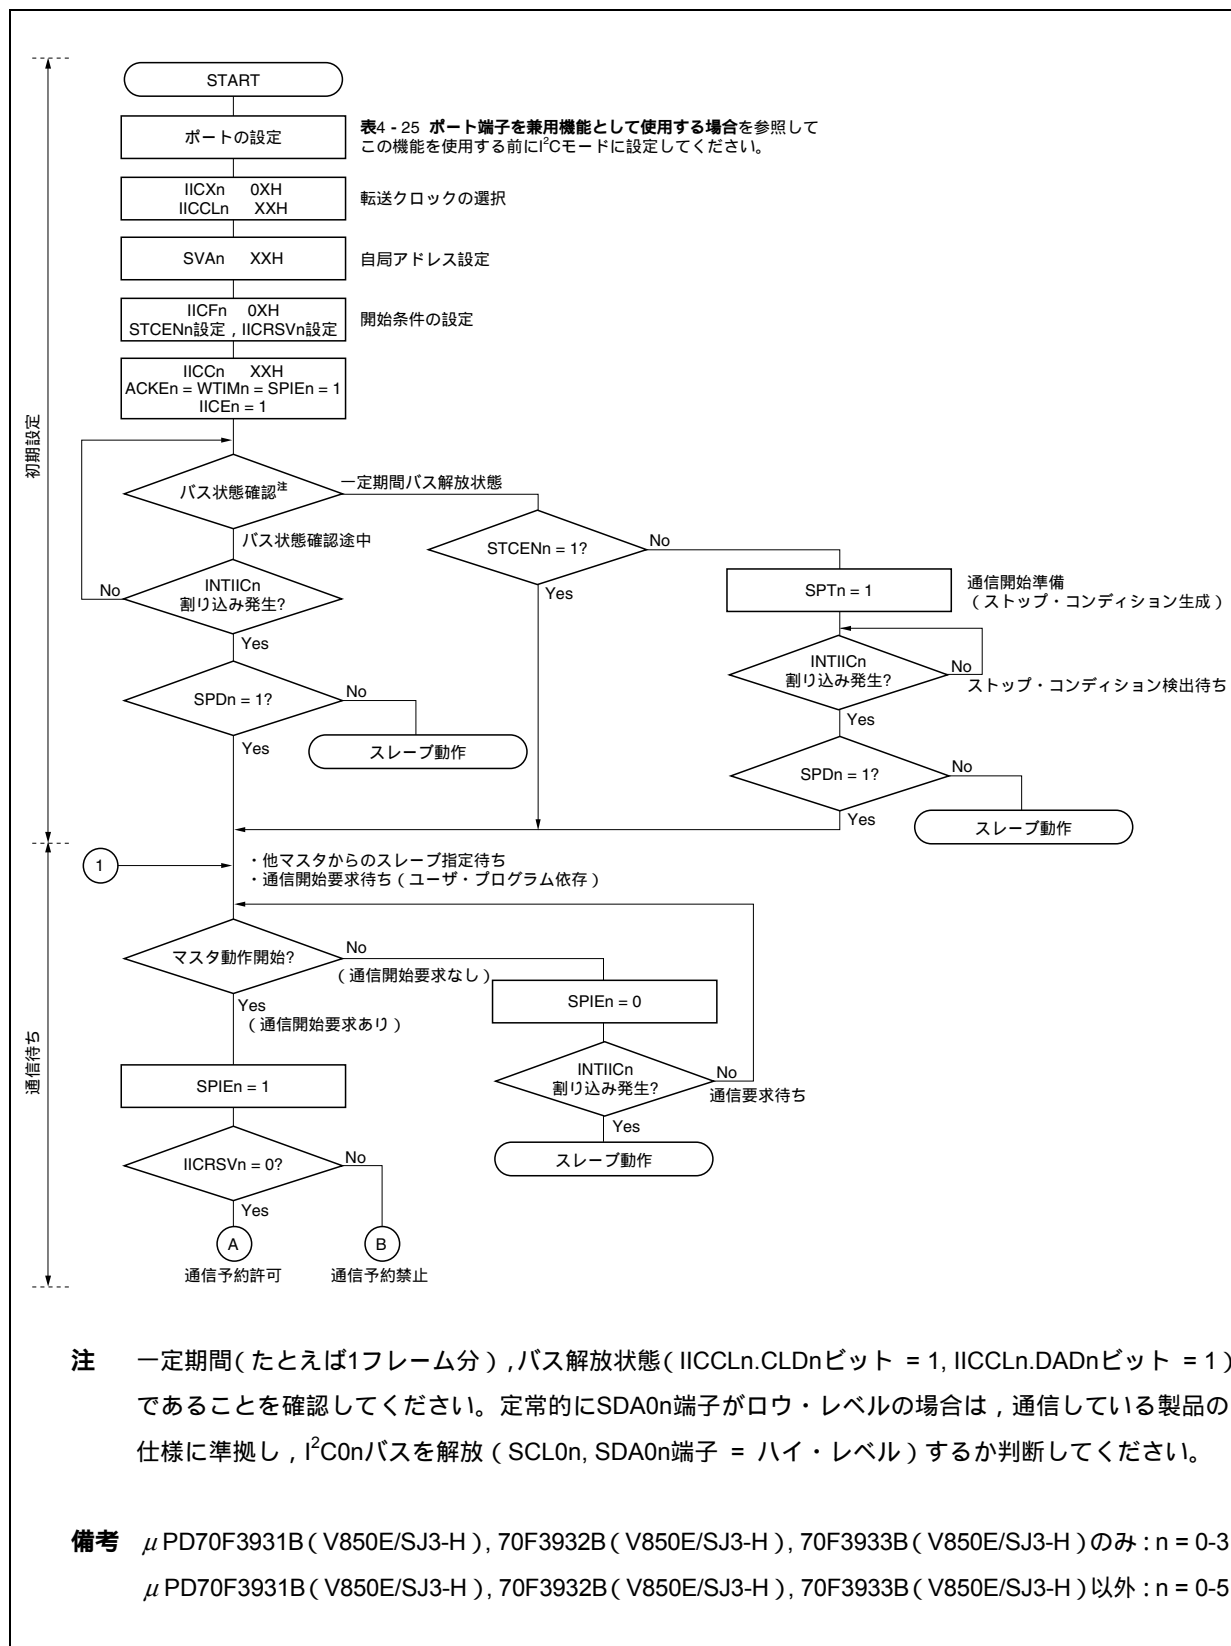 START
ポートの設定
表4 - 25 ポート端子を兼用機能として使用する場合を参照して
この機能を使用する前にI²Cモードに設定してください。
IICXn 0XH
IICCLn XXH
転送クロックの選択
SVAn XXH
自局アドレス設定
IICFn 0XH
STCENn設定，IICRSVn設定
開始条件の設定
IICCn XXH
ACKEn = WTIMn = SPIEn = 1
IICEn = 1
初期設定
バス状態確認注
一定期間バス解放状態
バス状態確認途中
STCENn = 1?
No
Yes
INTIICn
割り込み発生?
No
Yes
SPTn = 1
通信開始準備
（ストップ・コンディション生成）
INTIICn
割り込み発生?
No
ストップ・コンディション検出待ち
Yes
SPDn = 1?
No
Yes
スレーブ動作
SPDn = 1?
No
Yes
スレーブ動作
1
・他マスタからのスレーブ指定待ち
・通信開始要求待ち（ユーザ・プログラム依存）
通信待ち
マスタ動作開始?
No
（通信開始要求なし）
Yes
（通信開始要求あり）
SPIEn = 0
INTIICn
割り込み発生?
No
通信要求待ち
Yes
スレーブ動作
SPIEn = 1
IICRSVn = 0?
No
Yes
A
B
通信予約許可
通信予約禁止
注 一定期間（たとえば1フレーム分），バス解放状態（IICCLn.CLDnビット = 1, IICCLn.DADnビット = 1）
であることを確認してください。定常的にSDA0n端子がロウ・レベルの場合は，通信している製品の
仕様に準拠し，I²C0nバスを解放（SCL0n, SDA0n端子 = ハイ・レベル）するか判断してください。
備考 μPD70F3931B（V850E/SJ3-H）, 70F3932B（V850E/SJ3-H）, 70F3933B（V850E/SJ3-H）のみ：n = 0-3
μPD70F3931B（V850E/SJ3-H）, 70F3932B（V850E/SJ3-H）, 70F3933B（V850E/SJ3-H）以外：n = 0-5